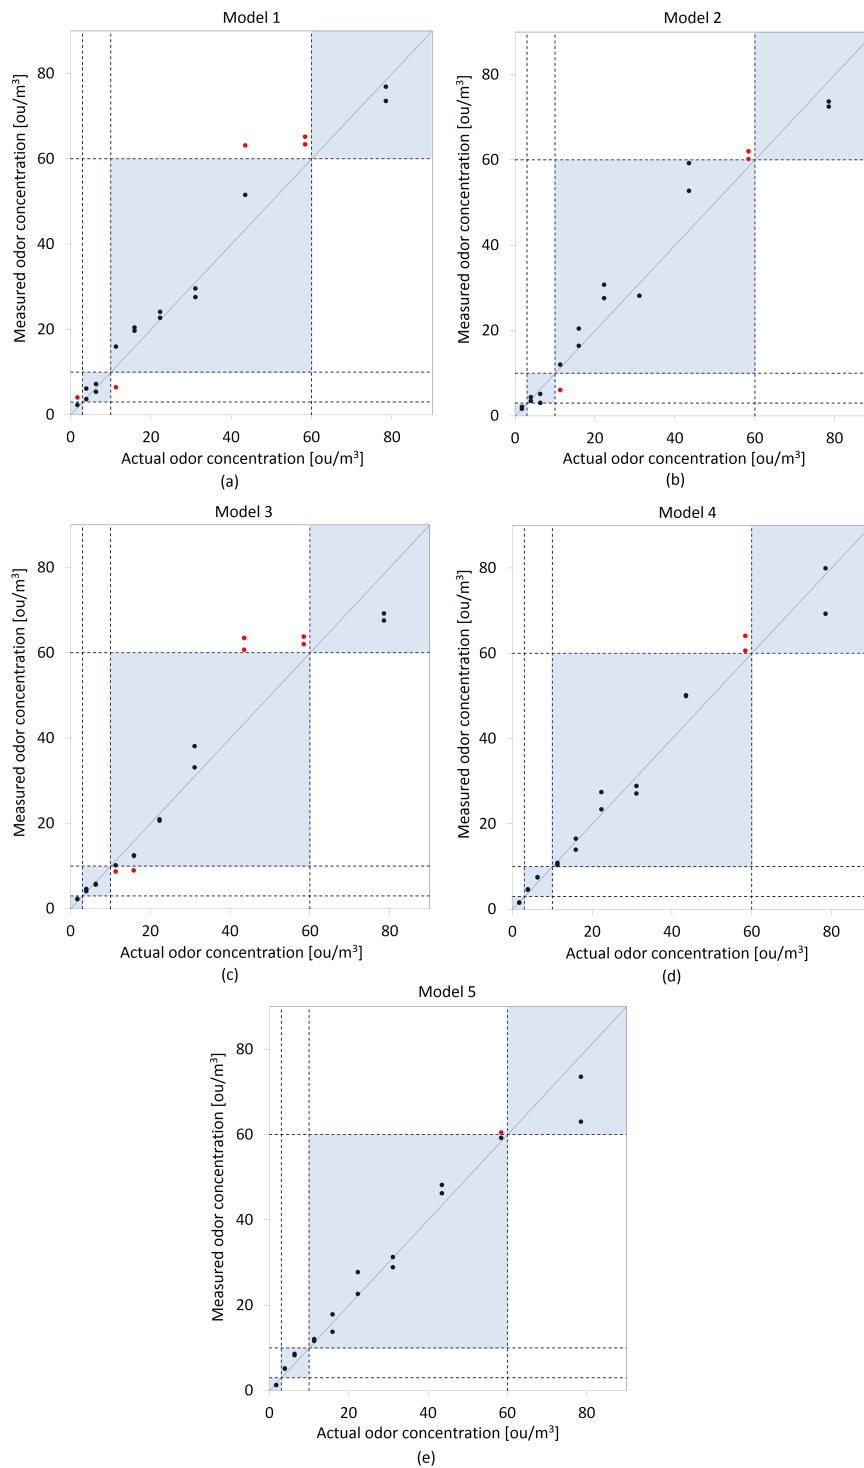 Model 1
Measured odor concentration [ou/m³]
80
60
40
20
0
0 20 40 60 80
Actual odor concentration [ou/m³]
(a)
Model 2
Measured odor concentration [ou/m³]
80
60
40
20
0
0 20 40 60 80
Actual odor concentration [ou/m³]
(b)
Model 3
Measured odor concentration [ou/m³]
80
60
40
20
0
0 20 40 60 80
Actual odor concentration [ou/m³]
(c)
Model 4
Measured odor concentration [ou/m³]
80
60
40
20
0
0 20 40 60 80
Actual odor concentration [ou/m³]
(d)
Model 5
Measured odor concentration [ou/m³]
80
60
40
20
0
0 20 40 60 80
Actual odor concentration [ou/m³]
(e)